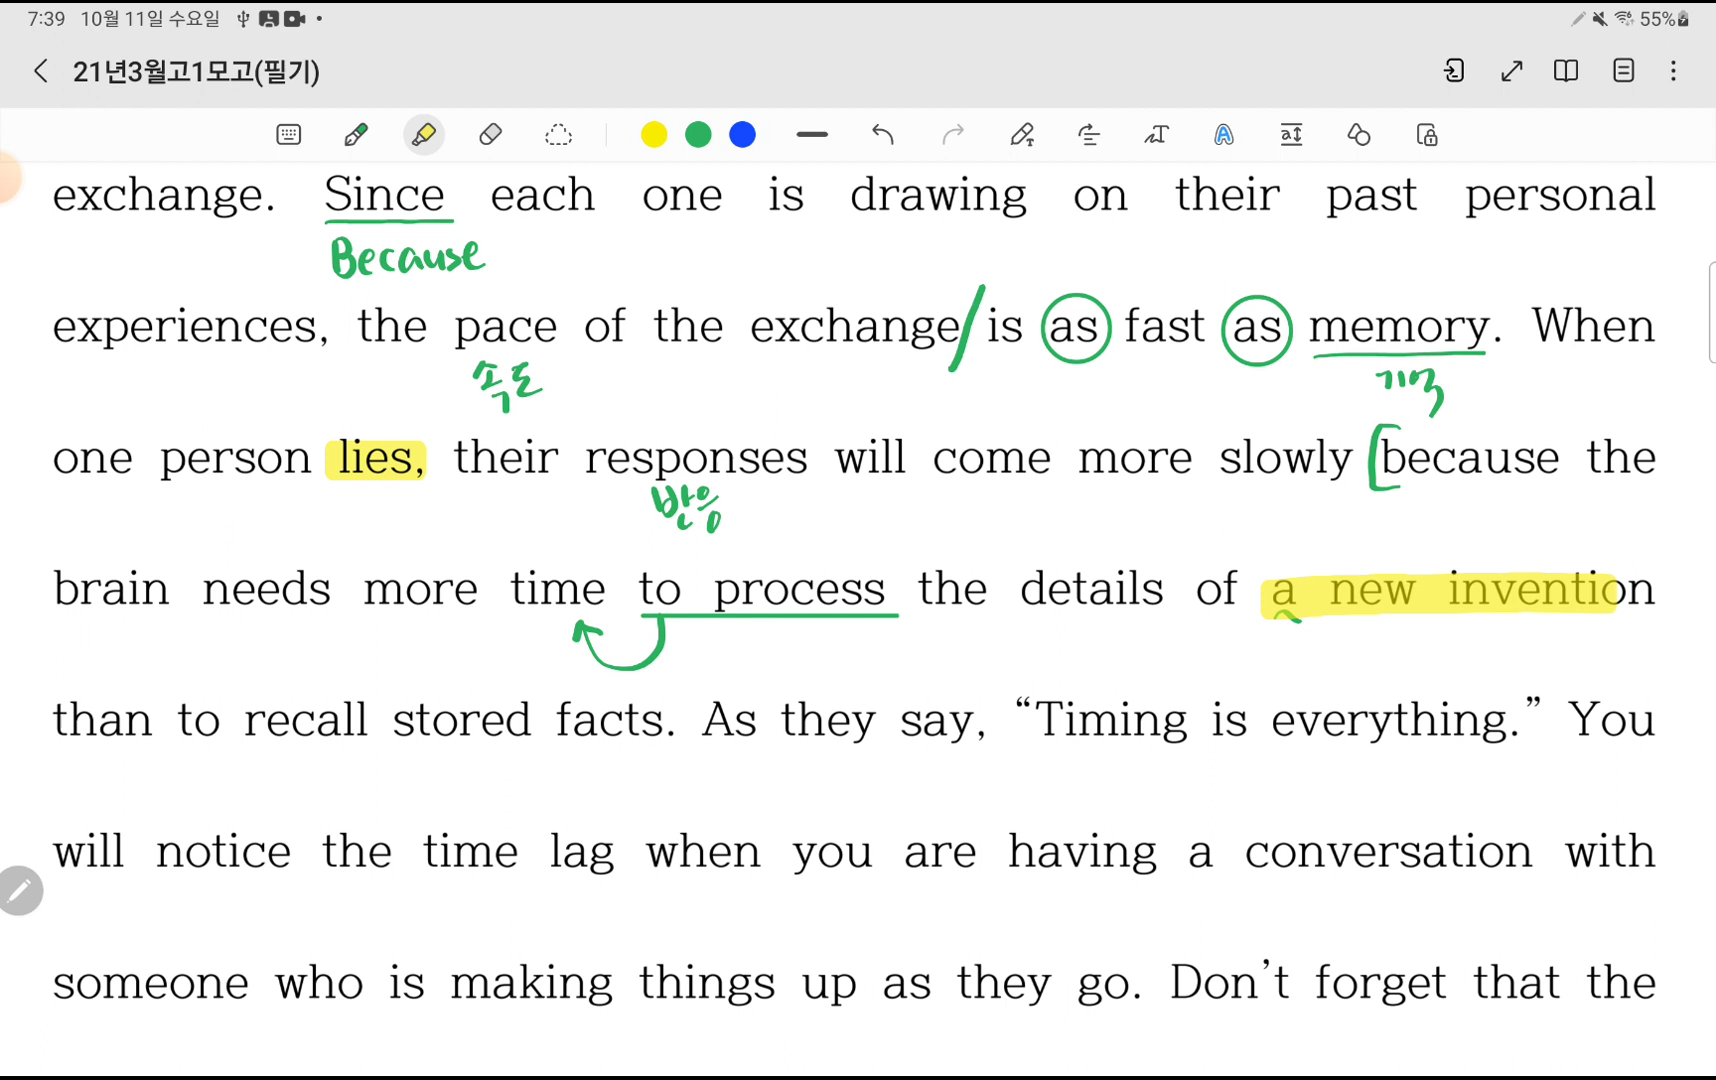 7:39 10월 11일 수요일 55%
21년3월고1모고(필기)
exchange. Since each one is drawing on their past personal
Because
experiences, the pace of the exchange/is as fast as memory. When
속도 기억
one person lies, their responses will come more slowly [because the
반응
brain needs more time to process the details of a new invention
than to recall stored facts. As they say, “Timing is everything.” You
will notice the time lag when you are having a conversation with
someone who is making things up as they go. Don’t forget that the